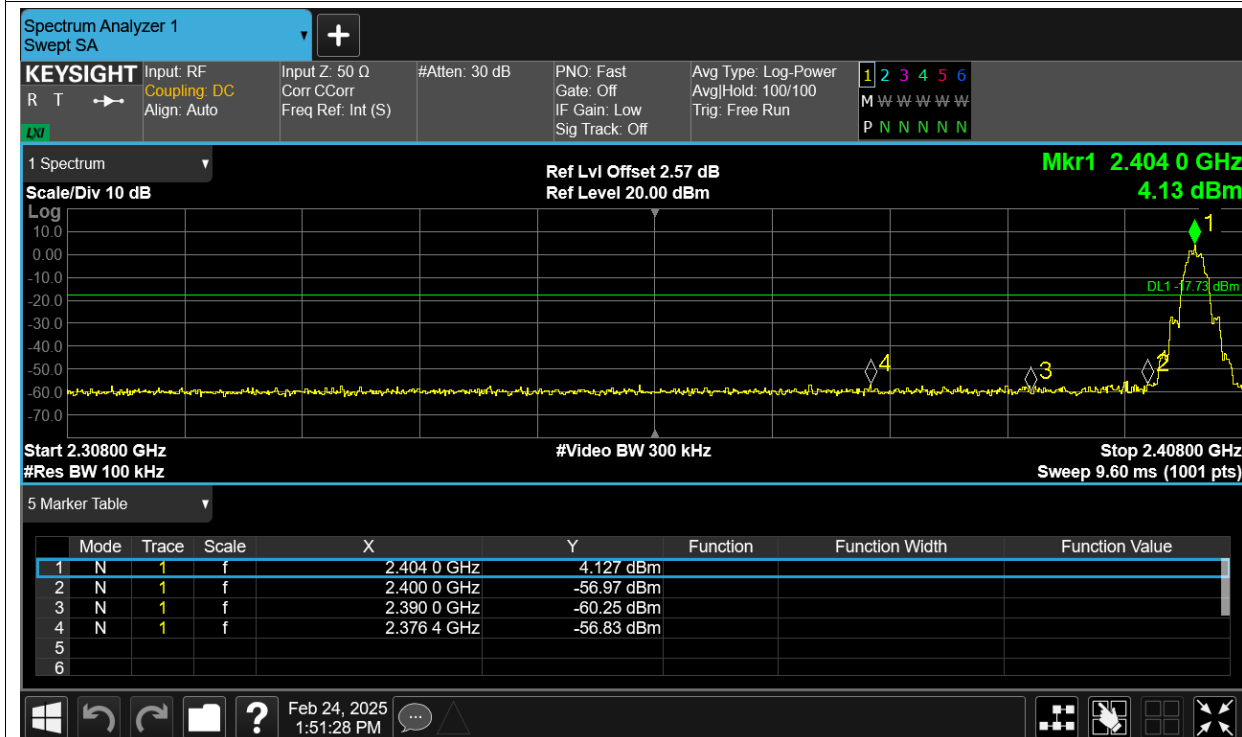 Spectrum Analyzer 1
Swept SA
+
KEYSIGHT Input: RF Input Z: 50 Ω #Atten: 30 dB PNO: Fast Avg Type: Log-Power 1 2 3 4 5 6
R T Coupling: DC Corr CCorr Gate: Off Avg|Hold: 100/100 M W W W W W W
Align: Auto Freq Ref: Int (S) IF Gain: Low Trig: Free Run
LXI Sig Track: Off P N N N N N N
1 Spectrum
Ref Lvl Offset 2.57 dB Mkr1 2.404 0 GHz
Scale/Div 10 dB Ref Level 20.00 dBm 4.13 dBm
Log
1
10.0
0.00
-10.0
DL1 -17.73 dBm
-20.0
-30.0
-40.0
4 3 2
-50.0
-60.0
-70.0
Start 2.30800 GHz #Video BW 300 kHz Stop 2.40800 GHz
#Res BW 100 kHz Sweep 9.60 ms (1001 pts)
5 Marker Table
Mode Trace Scale X Y Function Function Width Function Value
1 N 1 f 2.404 0 GHz 4.127 dBm
2 N 1 f 2.400 0 GHz -56.97 dBm
3 N 1 f 2.390 0 GHz -60.25 dBm
4 N 1 f 2.376 4 GHz -56.83 dBm
5
6
? Feb 24, 2025
1:51:28 PM